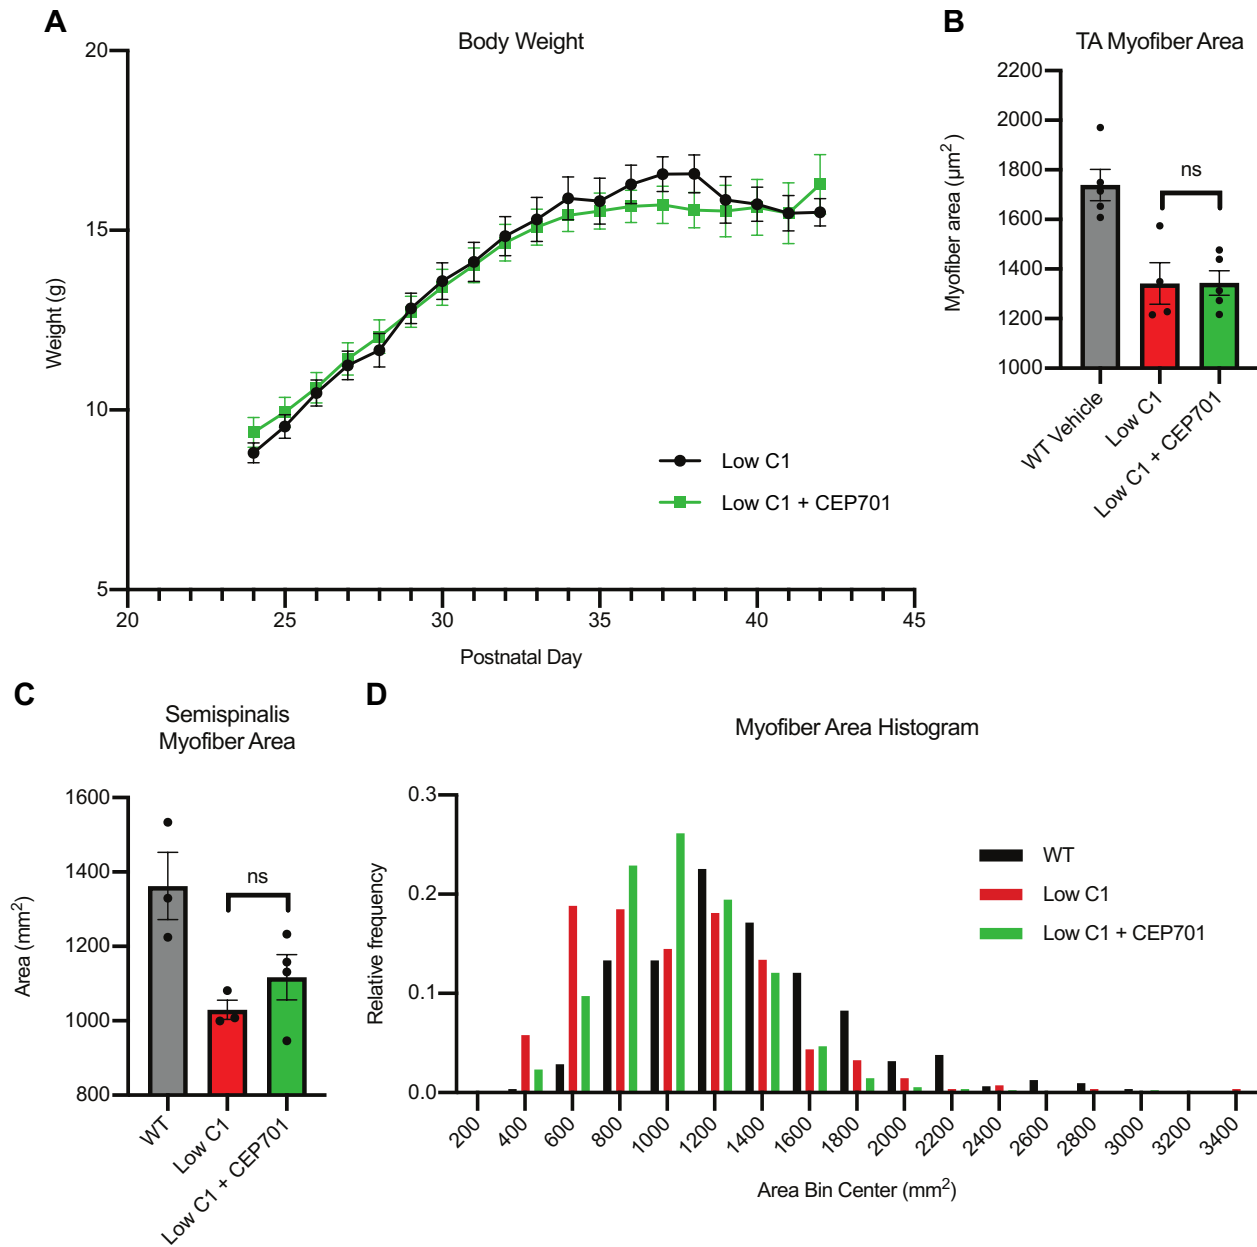 A
Body Weight
20
15
10
5
Weight (g)
20
25
30
35
40
45
Postnatal Day
Low C1
Low C1 + CEP701
B
TA Myofiber Area
2200
2000
1800
1600
1400
1200
1000
Myofiber area (µm²)
ns
WT Vehicle
Low C1
Low C1 + CEP701
C
Semispinalis
Myofiber Area
1600
1400
1200
1000
800
Area (mm²)
ns
WT
Low C1
Low C1 + CEP701
D
Myofiber Area Histogram
0.3
0.2
0.1
0.0
Relative frequency
WT
Low C1
Low C1 + CEP701
200
400
600
800
1000
1200
1400
1600
1800
2000
2200
2400
2600
2800
3000
3200
3400
Area Bin Center (mm²)